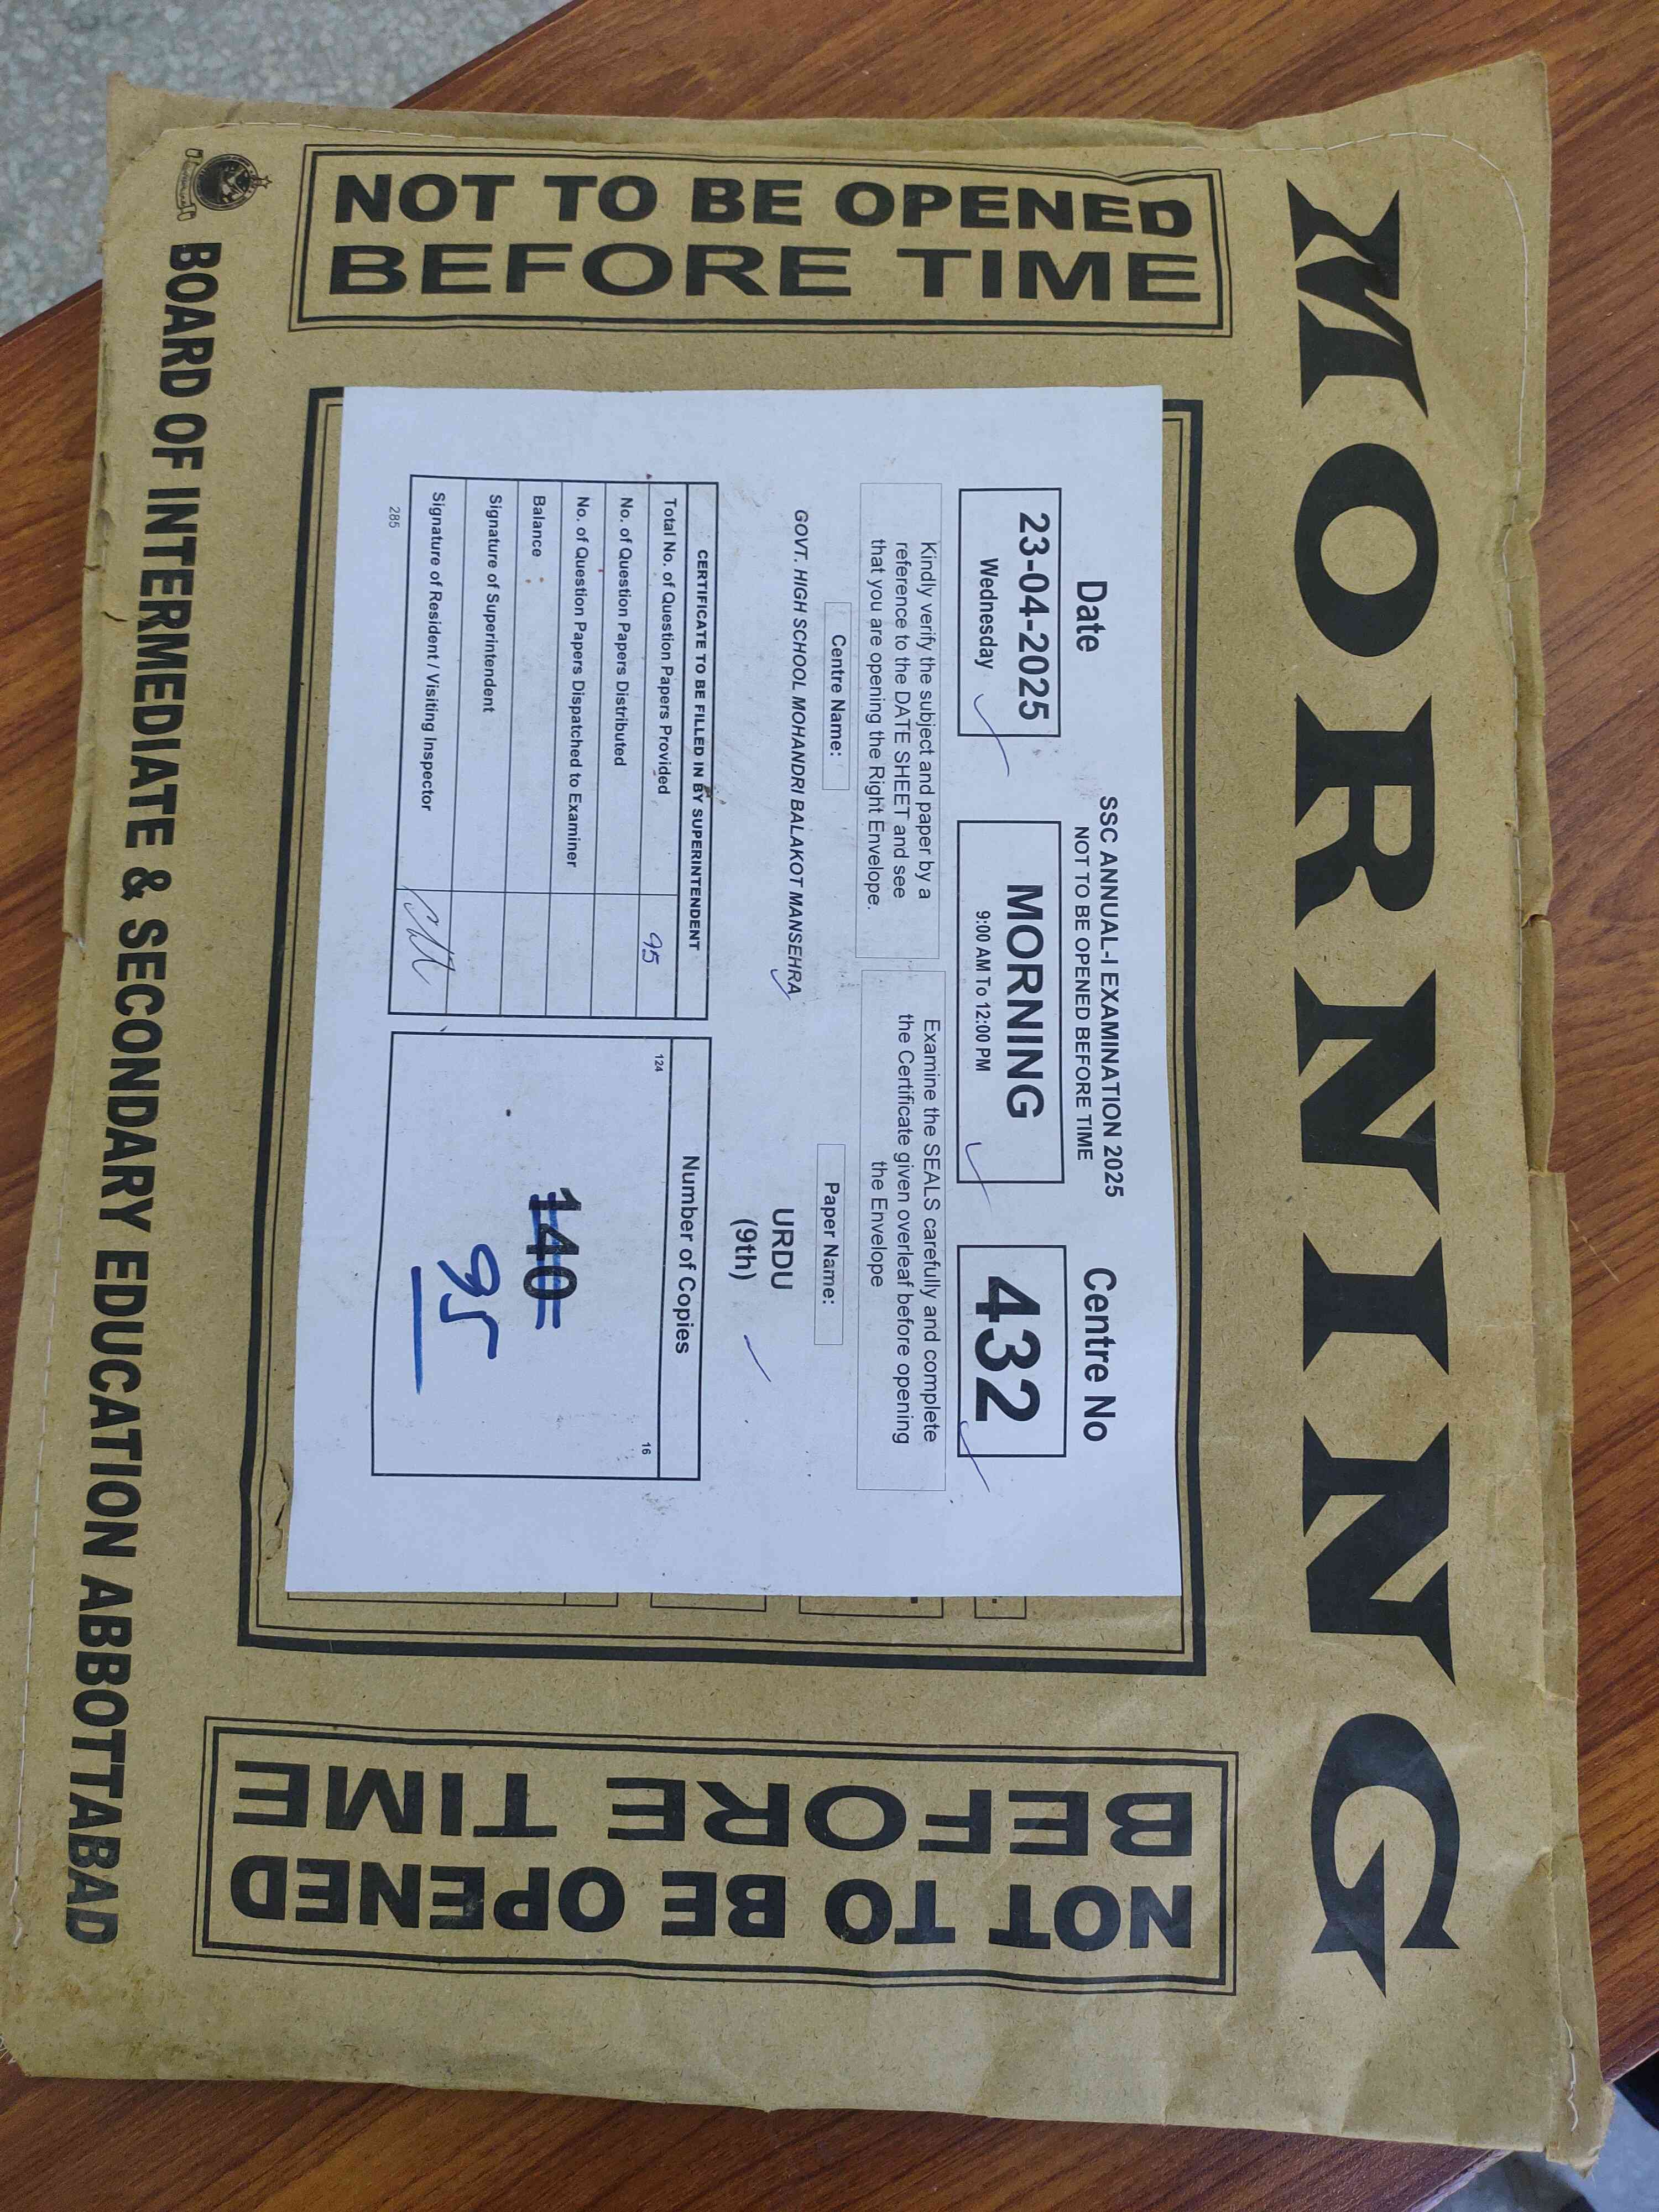 MORNING
NOT TO BE OPENED
BEFORE TIME
SSC ANNUAL-I EXAMINATION 2025
NOT TO BE OPENED BEFORE TIME
Date
Centre No
23-04-2025
Wednesday
MORNING
9:00 AM To 12:00 PM
432
Kindly verify the subject and paper by a
reference to the DATE SHEET and see
that you are opening the Right Envelope.
Examine the SEALS carefully and complete
the Certificate given overleaf before opening
the Envelope
Centre Name:
Paper Name:
GOVT. HIGH SCHOOL MOHANDRI BALAKOT MANSEHRA
URDU
(9th)
CERTIFICATE TO BE FILLED IN BY SUPERINTENDENT
Total No. of Question Papers Provided 95
No. of Question Papers Distributed
No. of Question Papers Dispatched to Examiner
Balance
Signature of Superintendent
Signature of Resident / Visiting Inspector
285
Number of Copies
124
16
140
95
NOT TO BE OPENED
BEFORE TIME
BOARD OF INTERMEDIATE & SECONDARY EDUCATION ABBOTTABAD